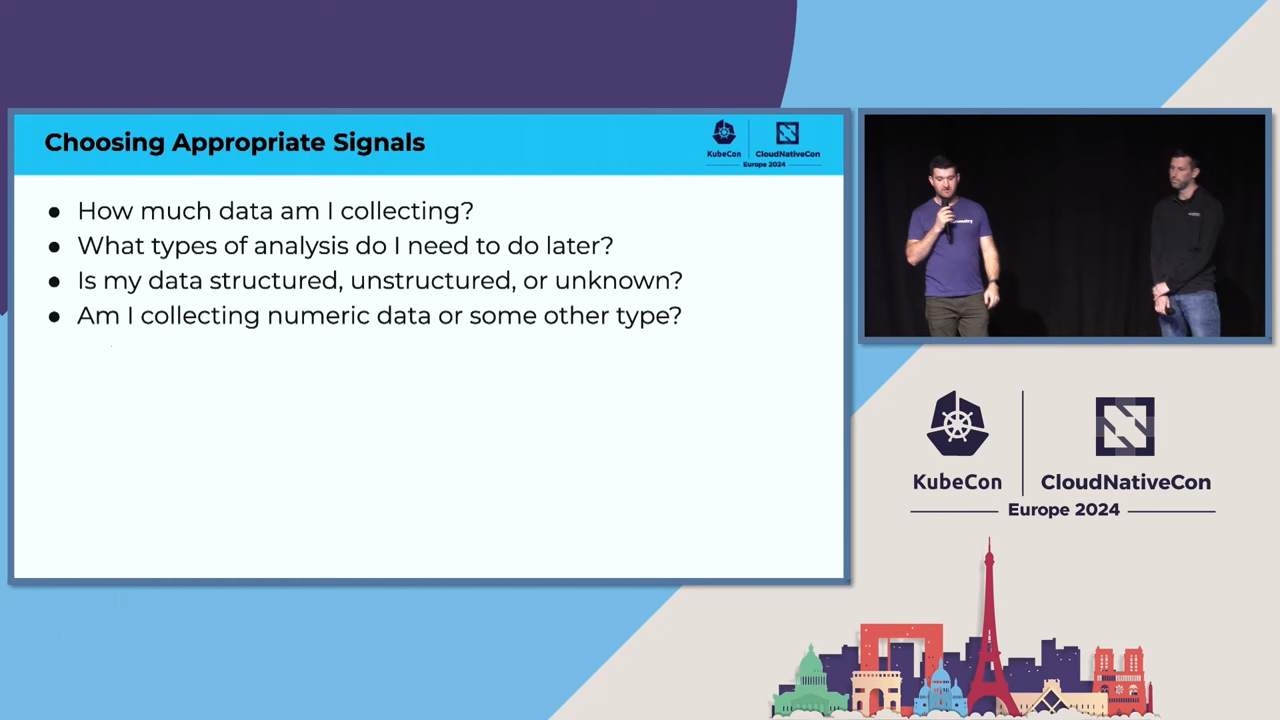 Choosing Appropriate Signals
KubeCon
CloudNativeCon
Europe 2024
● How much data am I collecting?
● What types of analysis do I need to do later?
● Is my data structured, unstructured, or unknown?
● Am I collecting numeric data or some other type?
KubeCon
CloudNativeCon
Europe 2024